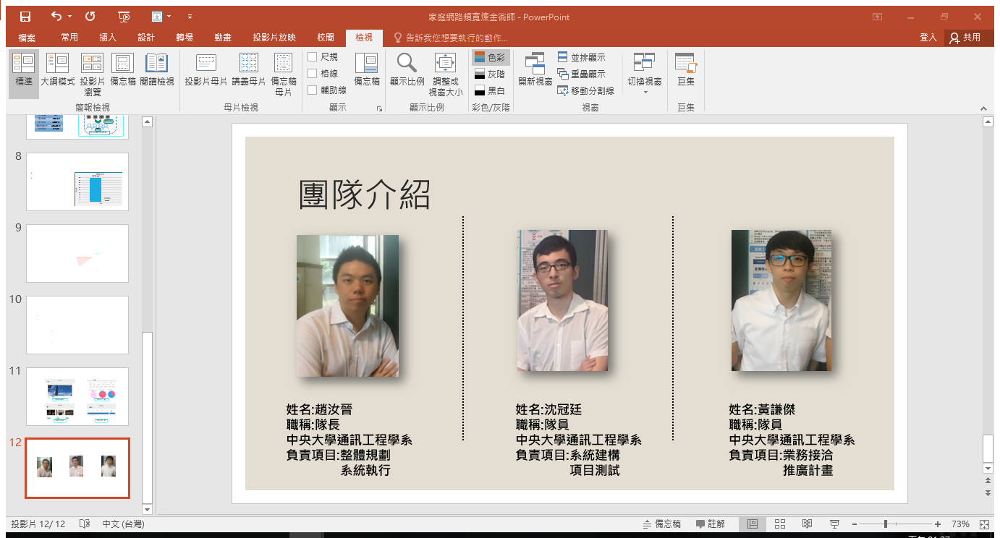 家庭網路頻寬煉金術師 - PowerPoint
檔案 常用 插入 設計 轉場 動畫 投影片放映 校閱 檢視 告訴我您想要執行的動作... 登入 共用
標準 大綱模式 投影片瀏覽 備忘稿 閱讀檢視
簡報檢視
投影片母片 講義母片 備忘稿母片
母片檢視
尺規
格線
輔助線
備忘稿
顯示
顯示比例 調整成視窗大小
顯示比例
色彩
灰階
黑白
彩色/灰階
開新視窗
並排顯示
重疊顯示
移動分割線
切換視窗
視窗
巨集
巨集
8
9
10
11
12
團隊介紹
姓名:趙汝晉
職稱:隊長
中央大學通訊工程學系
負責項目:整體規劃
系統執行
姓名:沈冠廷
職稱:隊員
中央大學通訊工程學系
負責項目:系統建構
項目測試
姓名:黃謙傑
職稱:隊員
中央大學通訊工程學系
負責項目:業務接洽
推廣計畫
投影片 12/ 12 中文 (台灣) 備忘稿 註解 73%